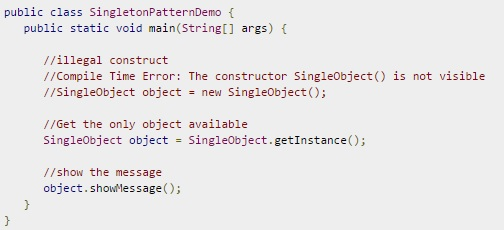 public class SingletonPatternDemo {
public static void main(String[] args) {
//illegal construct
//Compile Time Error: The constructor SingleObject() is not visible
//SingleObject object = new SingleObject();
//Get the only object available
SingleObject object = SingleObject.getInstance();
//show the message
object.showMessage();
}
}